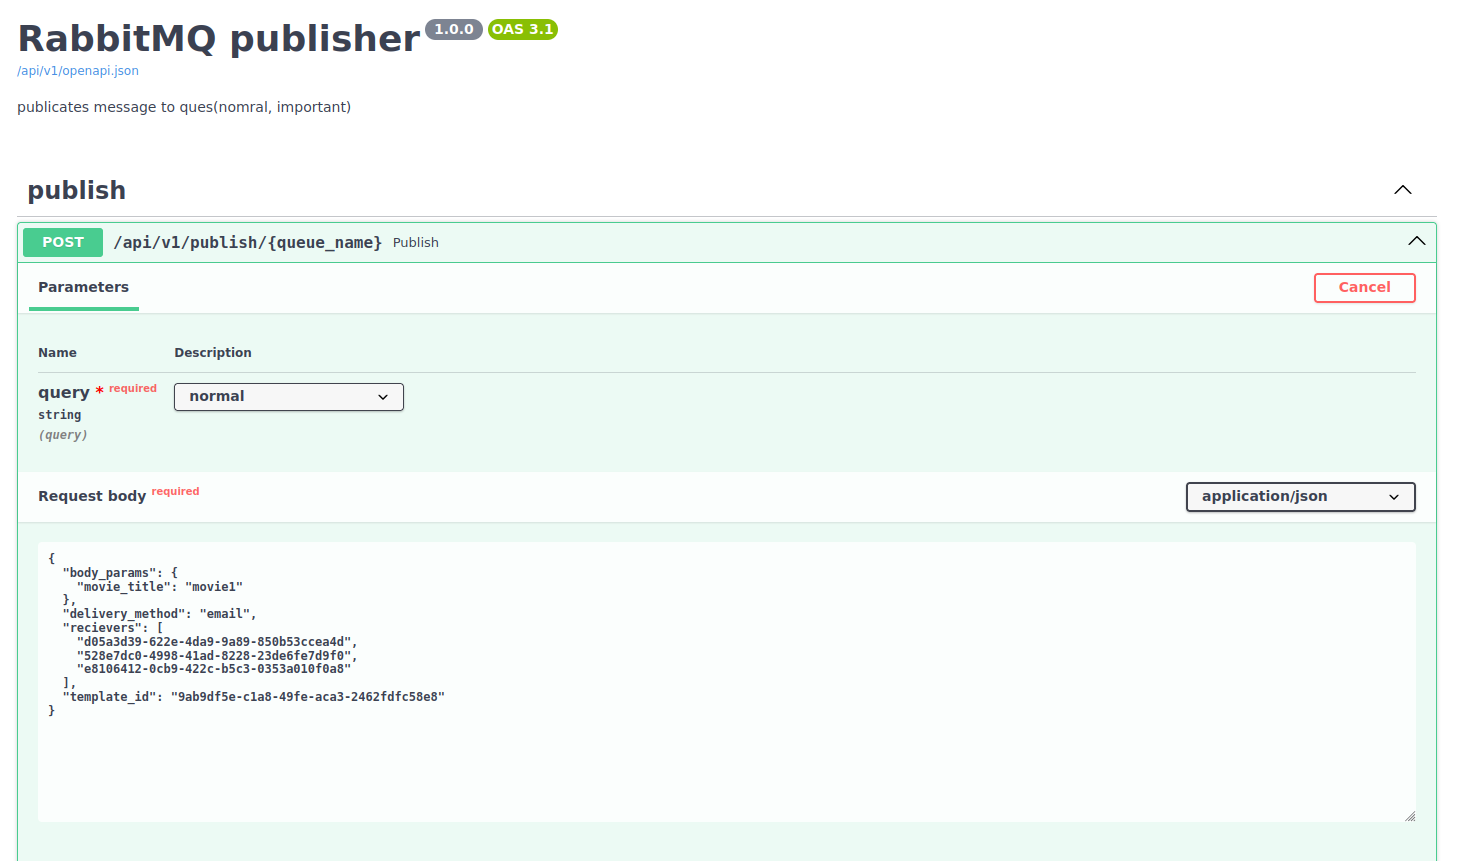 RabbitMQ publisher 1.0.0 OAS 3.1
/api/v1/openapi.json
publicates message to ques(nomral, important)
publish
POST /api/v1/publish/{queue_name} Publish
Parameters Cancel
Name Description
query * required normal
string
(query)
Request body required application/json
{
  "body_params": {
    "movie_title": "movie1"
  },
  "delivery_method": "email",
  "recievers": [
    "d05a3d39-622e-4da9-9a89-850b53ccea4d",
    "528e7dc0-4998-41ad-8228-23de6fe7d9f0",
    "e8106412-0cb9-422c-b5c3-0353a010f0a8"
  ],
  "template_id": "9ab9df5e-c1a8-49fe-aca3-2462fdfc58e8"
}